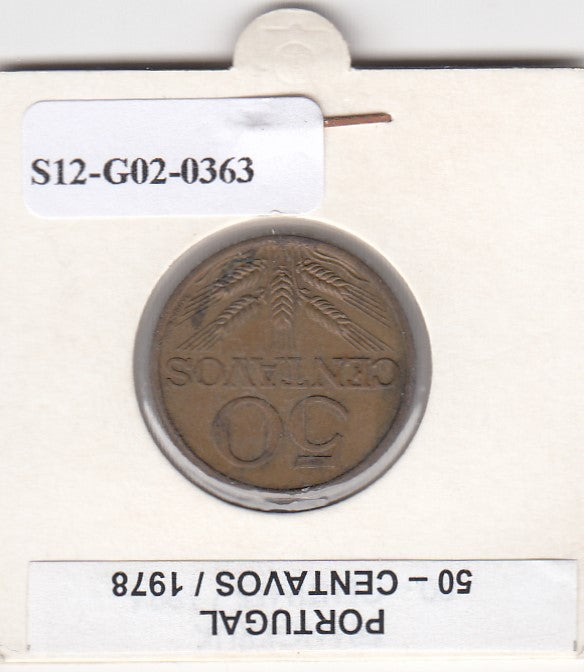 S12-G02-0363
50
CENTAVOS
PORTUGAL
50 – CENTAVOS / 1978